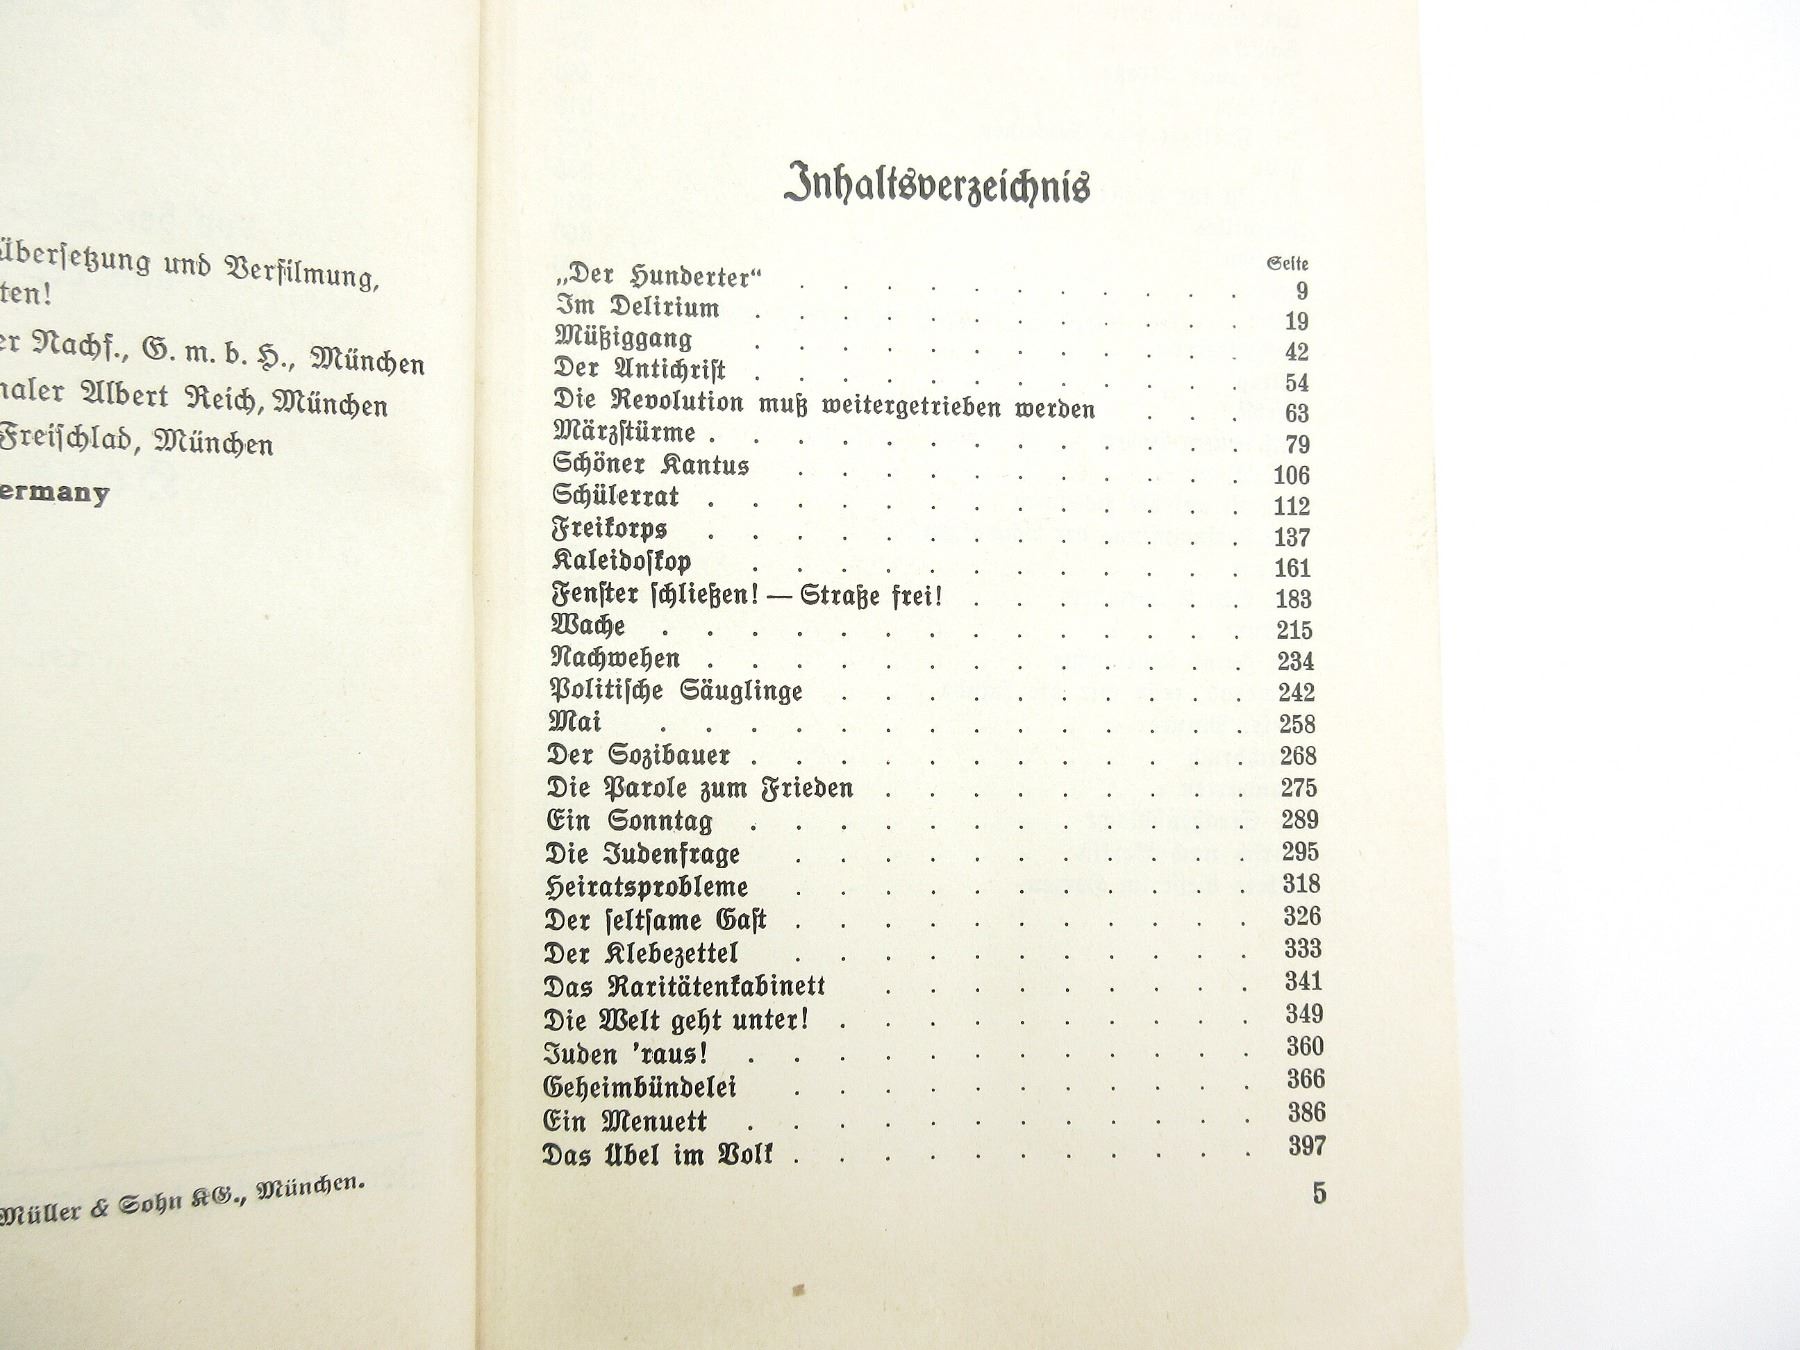 Übersetzung und Verfilmung,
ten!
er Nachf., G. m. b. H., München
maler Albert Reich, München
Freischlad, München
ermany
Müller & Sohn KG., München.
Inhaltsverzeichnis
Seite
„Der Hunderter“ . . . . . . . . . . . 9
Im Delirium . . . . . . . . . . . . 19
Müßiggang . . . . . . . . . . . . 42
Der Antichrist . . . . . . . . . . . . 54
Die Revolution muß weitergetrieben werden . . . 63
Märzstürme . . . . . . . . . . . . . 79
Schöner Kantus . . . . . . . . . . . 106
Schülerrat . . . . . . . . . . . . . 112
Freikorps . . . . . . . . . . . . . 137
Kaleidoskop . . . . . . . . . . . . 161
Fenster schließen! — Straße frei! . . . . . . . 183
Wache . . . . . . . . . . . . . . 215
Nachwehen . . . . . . . . . . . . . 234
Politische Säuglinge . . . . . . . . . . 242
Mai . . . . . . . . . . . . . . 258
Der Sozibauer . . . . . . . . . . . . 268
Die Parole zum Frieden . . . . . . . . . 275
Ein Sonntag . . . . . . . . . . . . 289
Die Judenfrage . . . . . . . . . . . 295
Heiratsprobleme . . . . . . . . . . . 318
Der seltsame Gast . . . . . . . . . . . 326
Der Klebezettel . . . . . . . . . . . 333
Das Raritätenkabinett . . . . . . . . . 341
Die Welt geht unter! . . . . . . . . . . 349
Juden ’raus! . . . . . . . . . . . . 360
Geheimbündelei . . . . . . . . . . . 366
Ein Menuett . . . . . . . . . . . . 386
Das Übel im Volk . . . . . . . . . . . 397
5